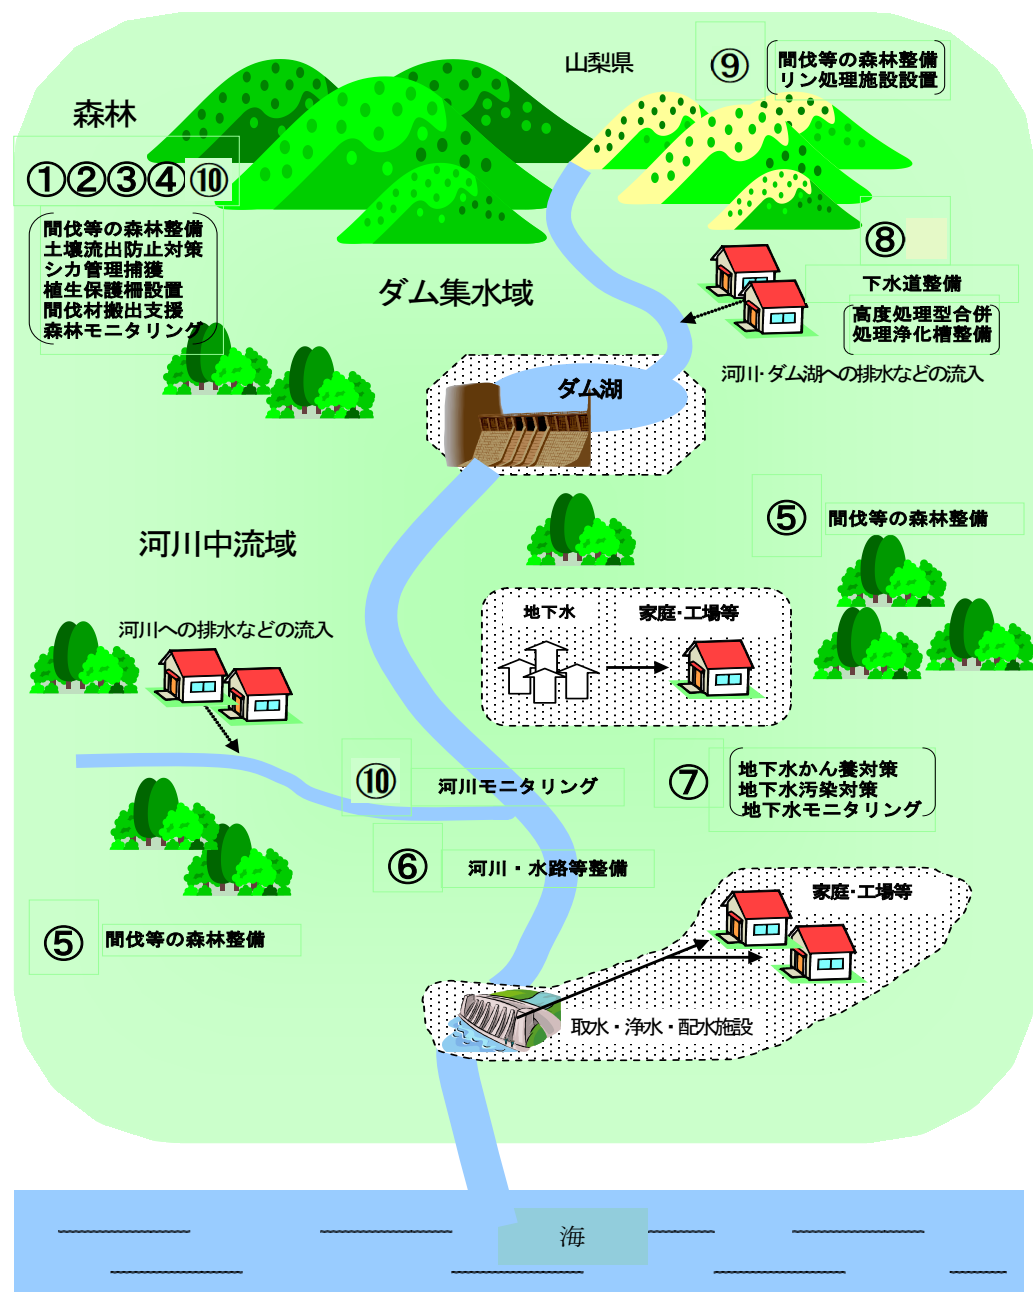 山梨県
⑨
間伐等の森林整備
リン処理施設設置
森林
①②③④⑩
間伐等の森林整備
土壌流出防止対策
シカ管理捕獲
植生保護柵設置
間伐材搬出支援
森林モニタリング
ダム集水域
⑧
下水道整備
高度処理型合併
処理浄化槽整備
河川・ダム湖への排水などの流入
ダム湖
⑤
間伐等の森林整備
河川中流域
地下水
家庭・工場等
河川への排水などの流入
⑩
河川モニタリング
⑦
地下水かん養対策
地下水汚染対策
地下水モニタリング
⑥
河川・水路等整備
家庭・工場等
⑤
間伐等の森林整備
取水・浄水・配水施設
海